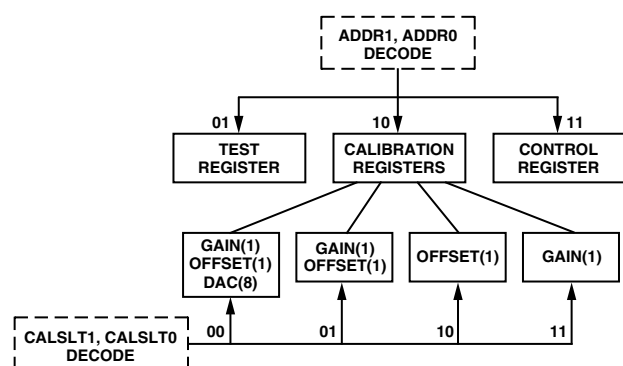 ADDR1, ADDR0
DECODE
01
10
11
TEST
REGISTER
CALIBRATION
REGISTERS
CONTROL
REGISTER
GAIN(1)
OFFSET(1)
DAC(8)
GAIN(1)
OFFSET(1)
OFFSET(1)
GAIN(1)
CALSLT1, CALSLT0
DECODE
00
01
10
11